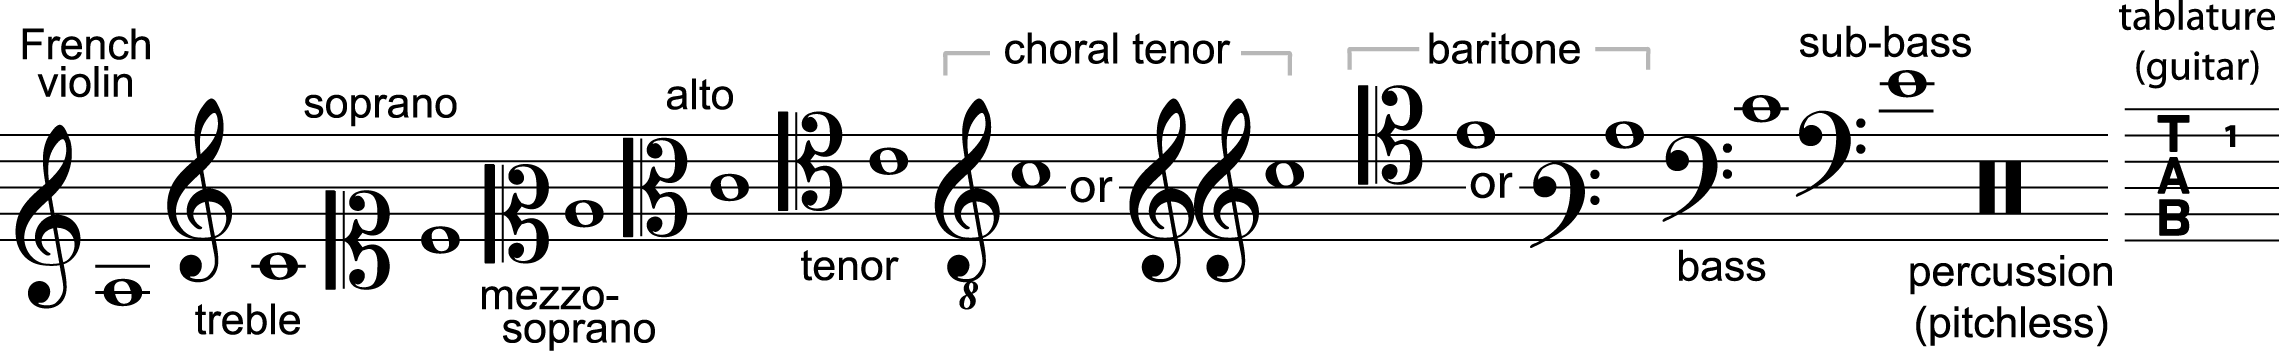 French
violin
treble
soprano
mezzo-
soprano
alto
tenor
choral tenor
8
or
baritone
or
bass
sub-bass
percussion
(pitchless)
tablature
(guitar)
T
A
B
1